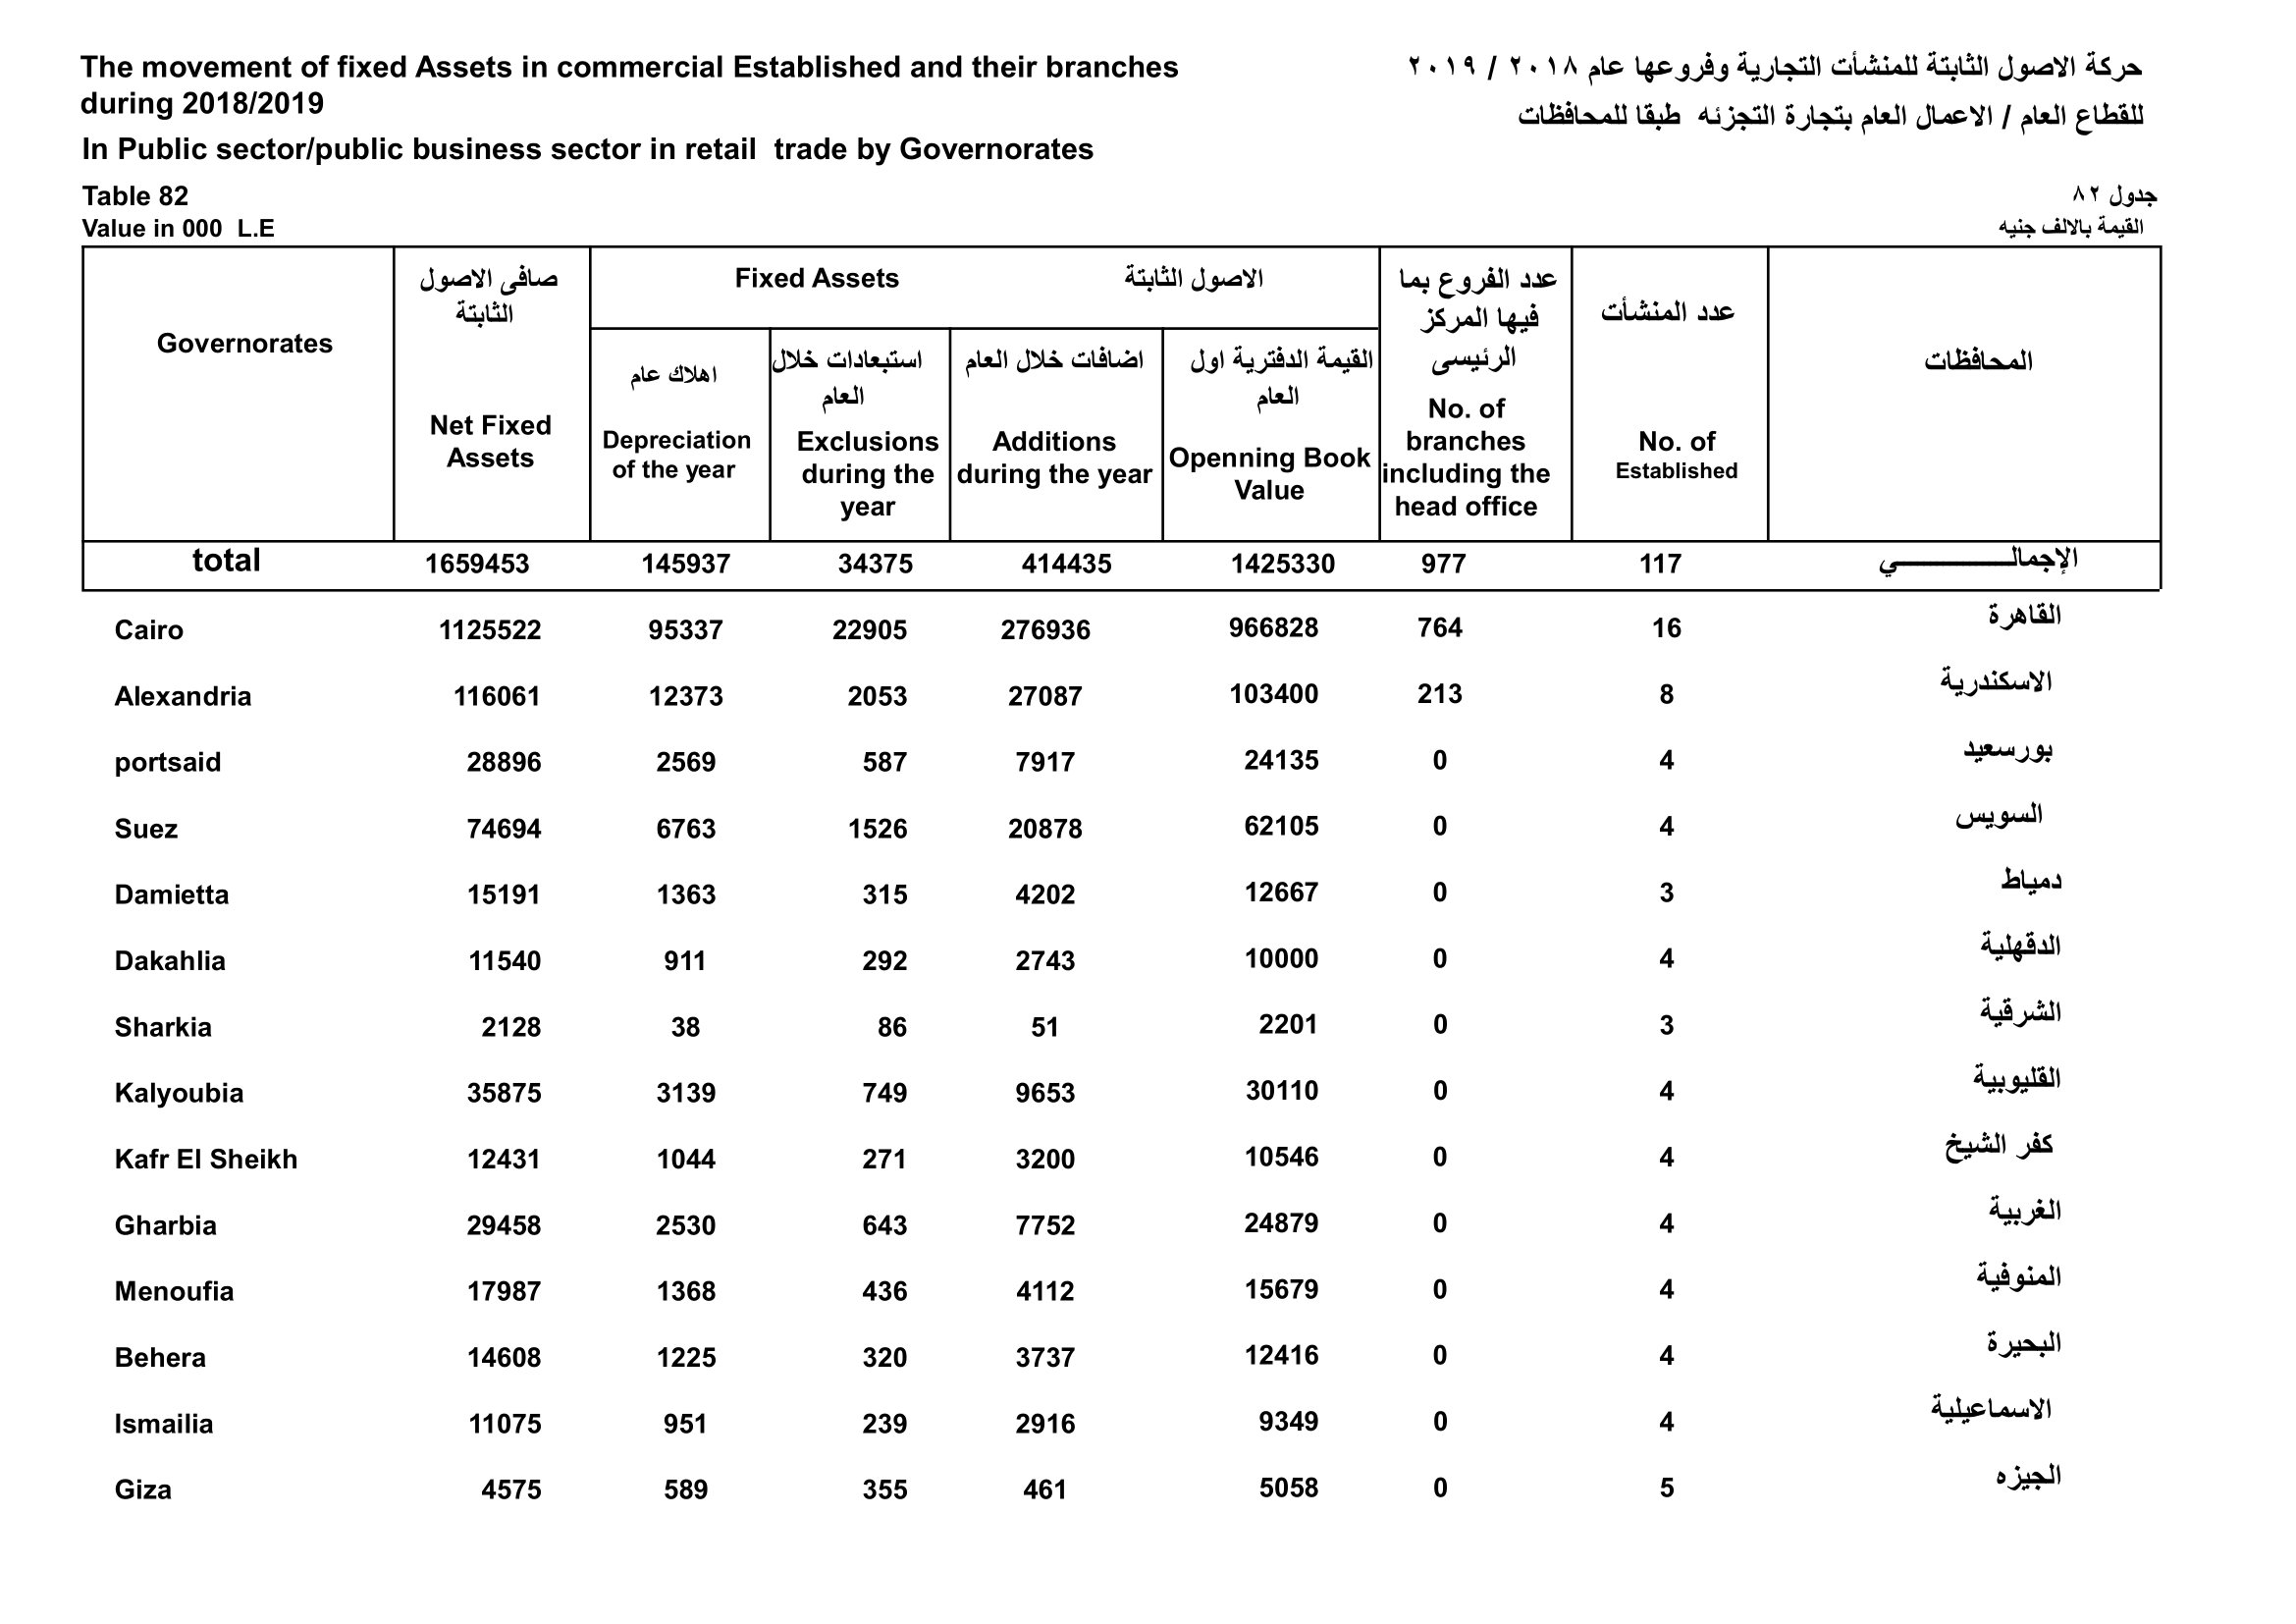 The movement of fixed Assets in commercial Established and their branches
during 2018/2019
In Public sector/public business sector in retail trade by Governorates
حركة الاصول الثابتة للمنشأت التجارية وفروعها عام ٢٠١٨ / ٢٠١٩
للقطاع العام / الاعمال العام بتجارة التجزئه طبقا للمحافظات
Table 82
جدول ٨٢
Value in 000 L.E
القيمة بالالف جنيه
Governorates
صافى الاصول
الثابتة
Net Fixed
Assets
Fixed Assets
الاصول الثابتة
اهلاك عام
Depreciation
of the year
استبعادات خلال
العام
Exclusions
during the
year
اضافات خلال العام
Additions
during the year
القيمة الدفترية اول
العام
Openning Book
Value
عدد الفروع بما
فيها المركز
الرئيسى
No. of
branches
including the
head office
عدد المنشأت
No. of
Established
المحافظات
total 1659453 145937 34375 414435 1425330 977 117 الإجمالـــــــــــــــــي
Cairo 1125522 95337 22905 276936 966828 764 16 القاهرة
Alexandria 116061 12373 2053 27087 103400 213 8 الاسكندرية
portsaid 28896 2569 587 7917 24135 0 4 بورسعيد
Suez 74694 6763 1526 20878 62105 0 4 السويس
Damietta 15191 1363 315 4202 12667 0 3 دمياط
Dakahlia 11540 911 292 2743 10000 0 4 الدقهلية
Sharkia 2128 38 86 51 2201 0 3 الشرقية
Kalyoubia 35875 3139 749 9653 30110 0 4 القليوبية
Kafr El Sheikh 12431 1044 271 3200 10546 0 4 كفر الشيخ
Gharbia 29458 2530 643 7752 24879 0 4 الغربية
Menoufia 17987 1368 436 4112 15679 0 4 المنوفية
Behera 14608 1225 320 3737 12416 0 4 البحيرة
Ismailia 11075 951 239 2916 9349 0 4 الاسماعيلية
Giza 4575 589 355 461 5058 0 5 الجيزه